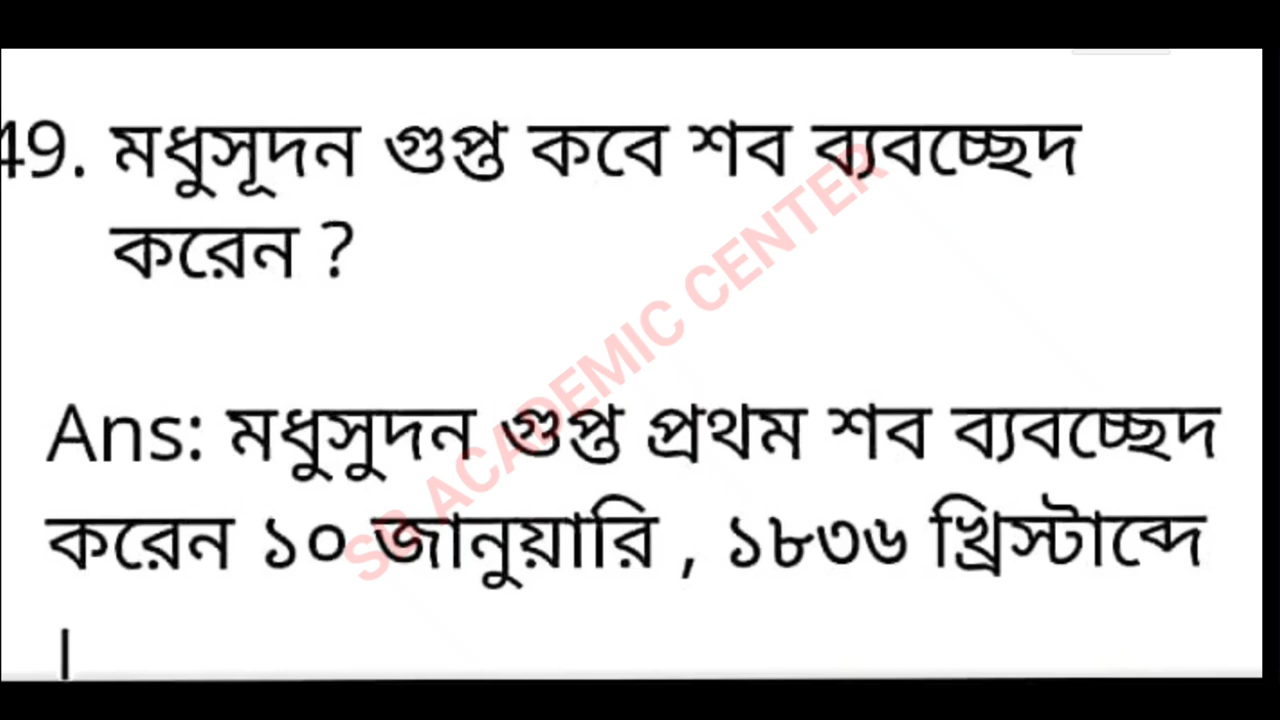 49. মধুসূদন গুপ্ত কবে শব ব্যবচ্ছেদ
করেন ?
Ans: মধুসুদন গুপ্ত প্রথম শব ব্যবচ্ছেদ
করেন ১০ জানুয়ারি , ১৮৩৬ খ্রিস্টাব্দে
।
SB ACADEMIC CENTER